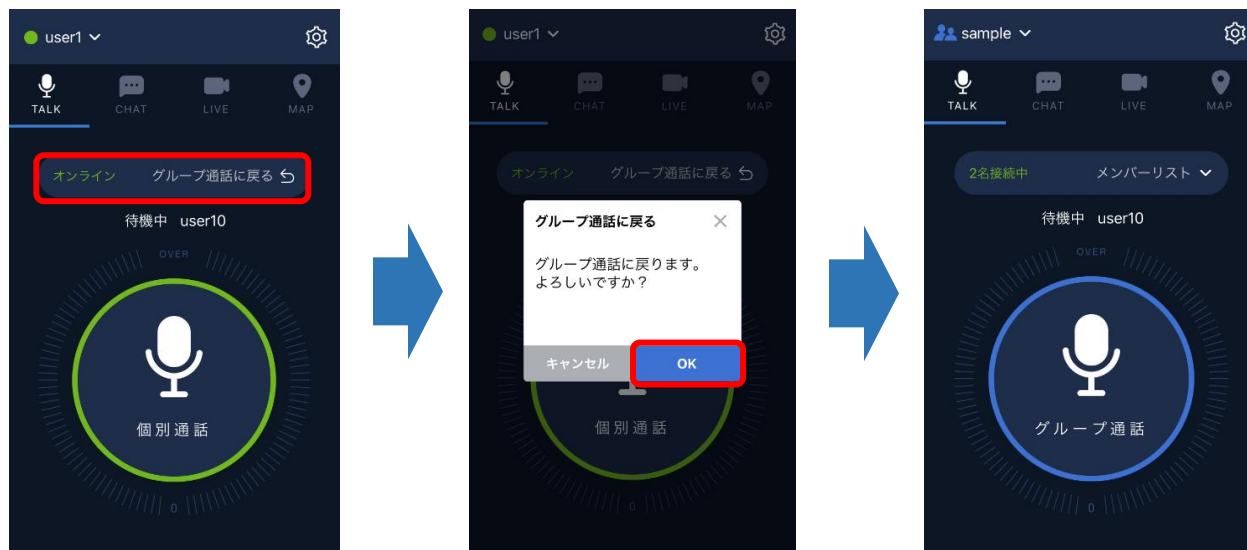 user1
TALK CHAT LIVE MAP
オンライン グループ通話に戻る
待機中 user10
OVER
個別通話
0
user1
TALK CHAT LIVE MAP
オンライン グループ通話に戻る
グループ通話に戻る
グループ通話に戻ります。
よろしいですか？
キャンセル OK
個別通話
0
sample
TALK CHAT LIVE MAP
2名接続中 メンバーリスト
待機中 user10
OVER
グループ通話
0